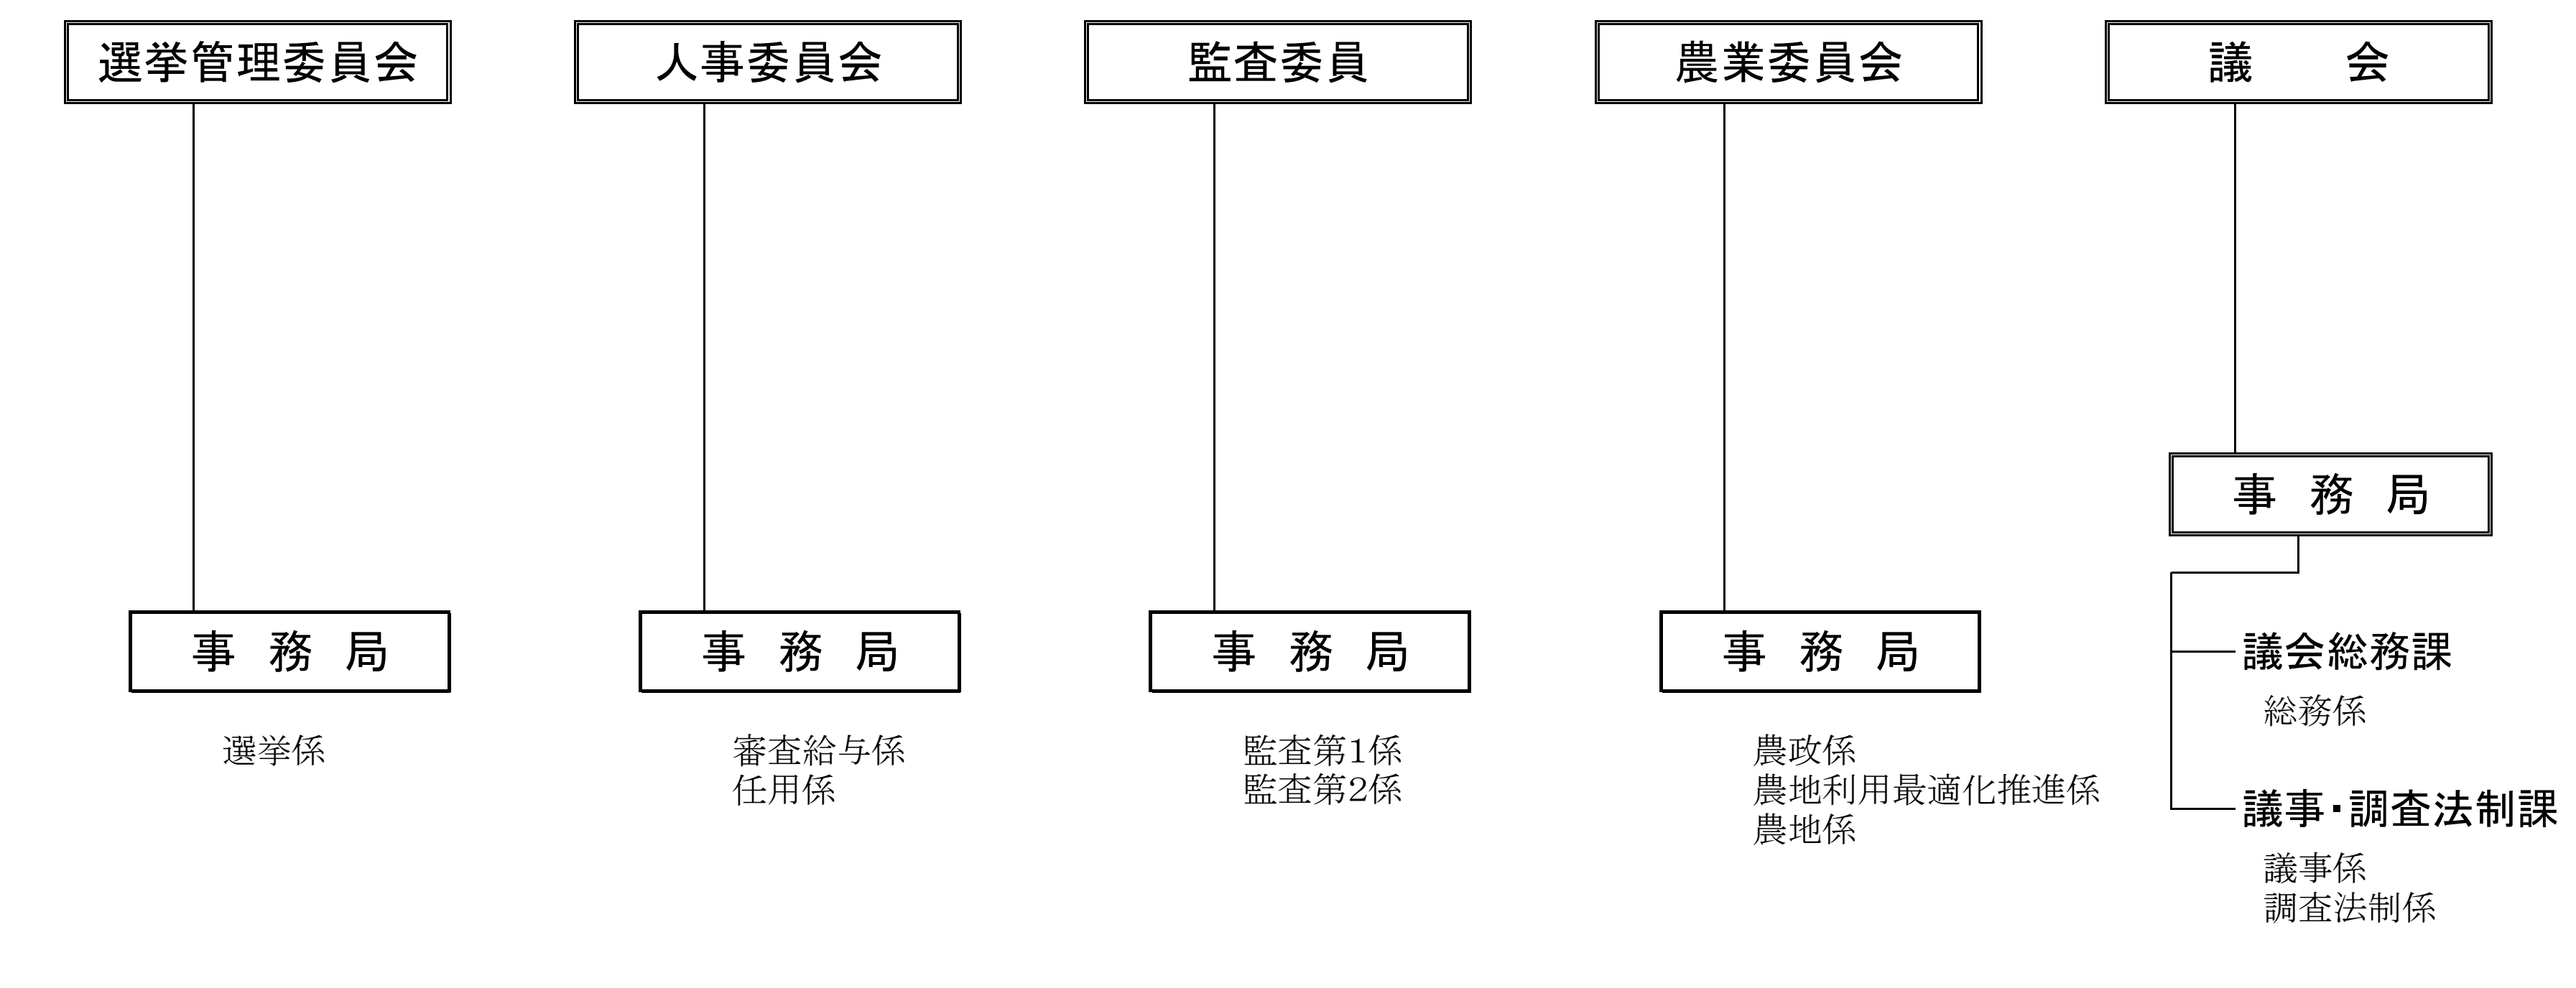 選挙管理委員会
人事委員会
監査委員
農業委員会
議　会
事　務　局
事　務　局
事　務　局
事　務　局
事　務　局
選挙係
審査給与係
任用係
監査第1係
監査第2係
農政係
農地利用最適化推進係
農地係
議会総務課
総務係
議事・調査法制課
議事係
調査法制係